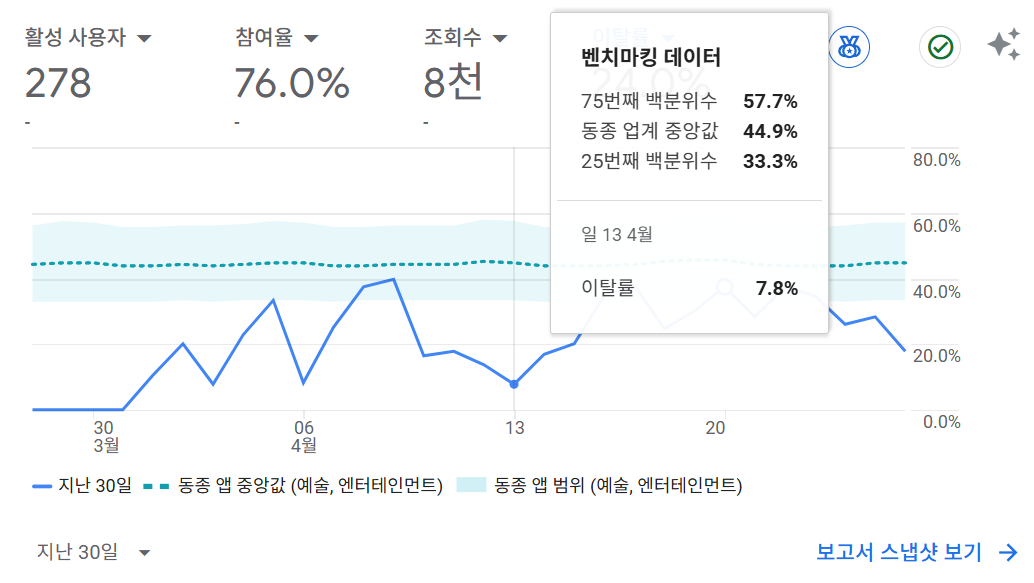 활성 사용자 참여율 조회수 이탈률
278 76.0% 8천 24.0%
- - -
벤치마킹 데이터
75번째 백분위수 57.7%
동종 업계 중앙값 44.9%
25번째 백분위수 33.3%
일 13 4월
이탈률 7.8%
80.0%
60.0%
40.0%
20.0%
0.0%
30 06 13 20
3월 4월
지난 30일 동종 앱 중앙값 (예술, 엔터테인먼트) 동종 앱 범위 (예술, 엔터테인먼트)
지난 30일 보고서 스냅샷 보기